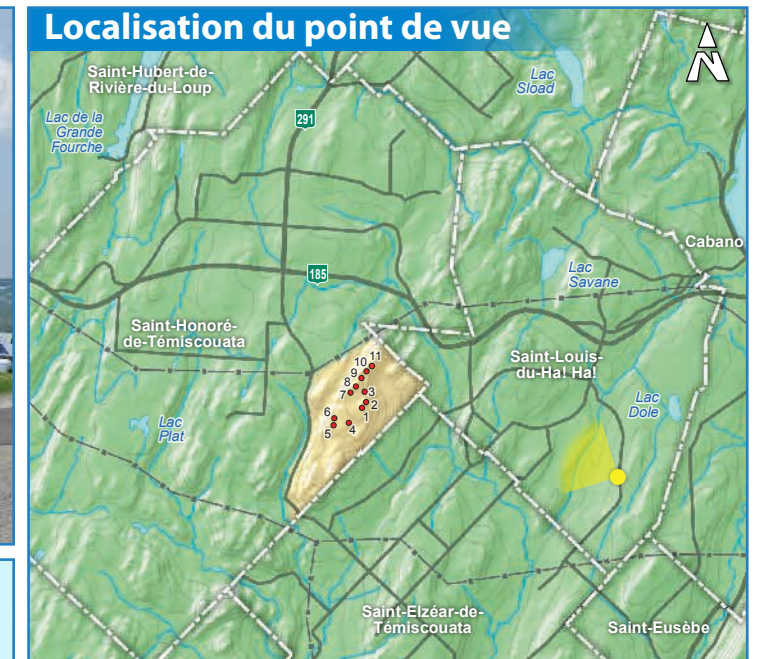 Localisation du point de vue
N
Saint-Hubert-de-
Rivière-du-Loup
Lac
Sload
Lac de la
Grande
Fourche
291
Cabano
Lac
Savane
185
Saint-Honoré-
de-Témiscouata
Saint-Louis-
du-Ha! Ha!
10 11
9
8
7 3
2
1
6
5 4
Lac
Plat
Lac
Dole
Saint-Elzéar-de-
Témiscouata
Saint-Eusèbe